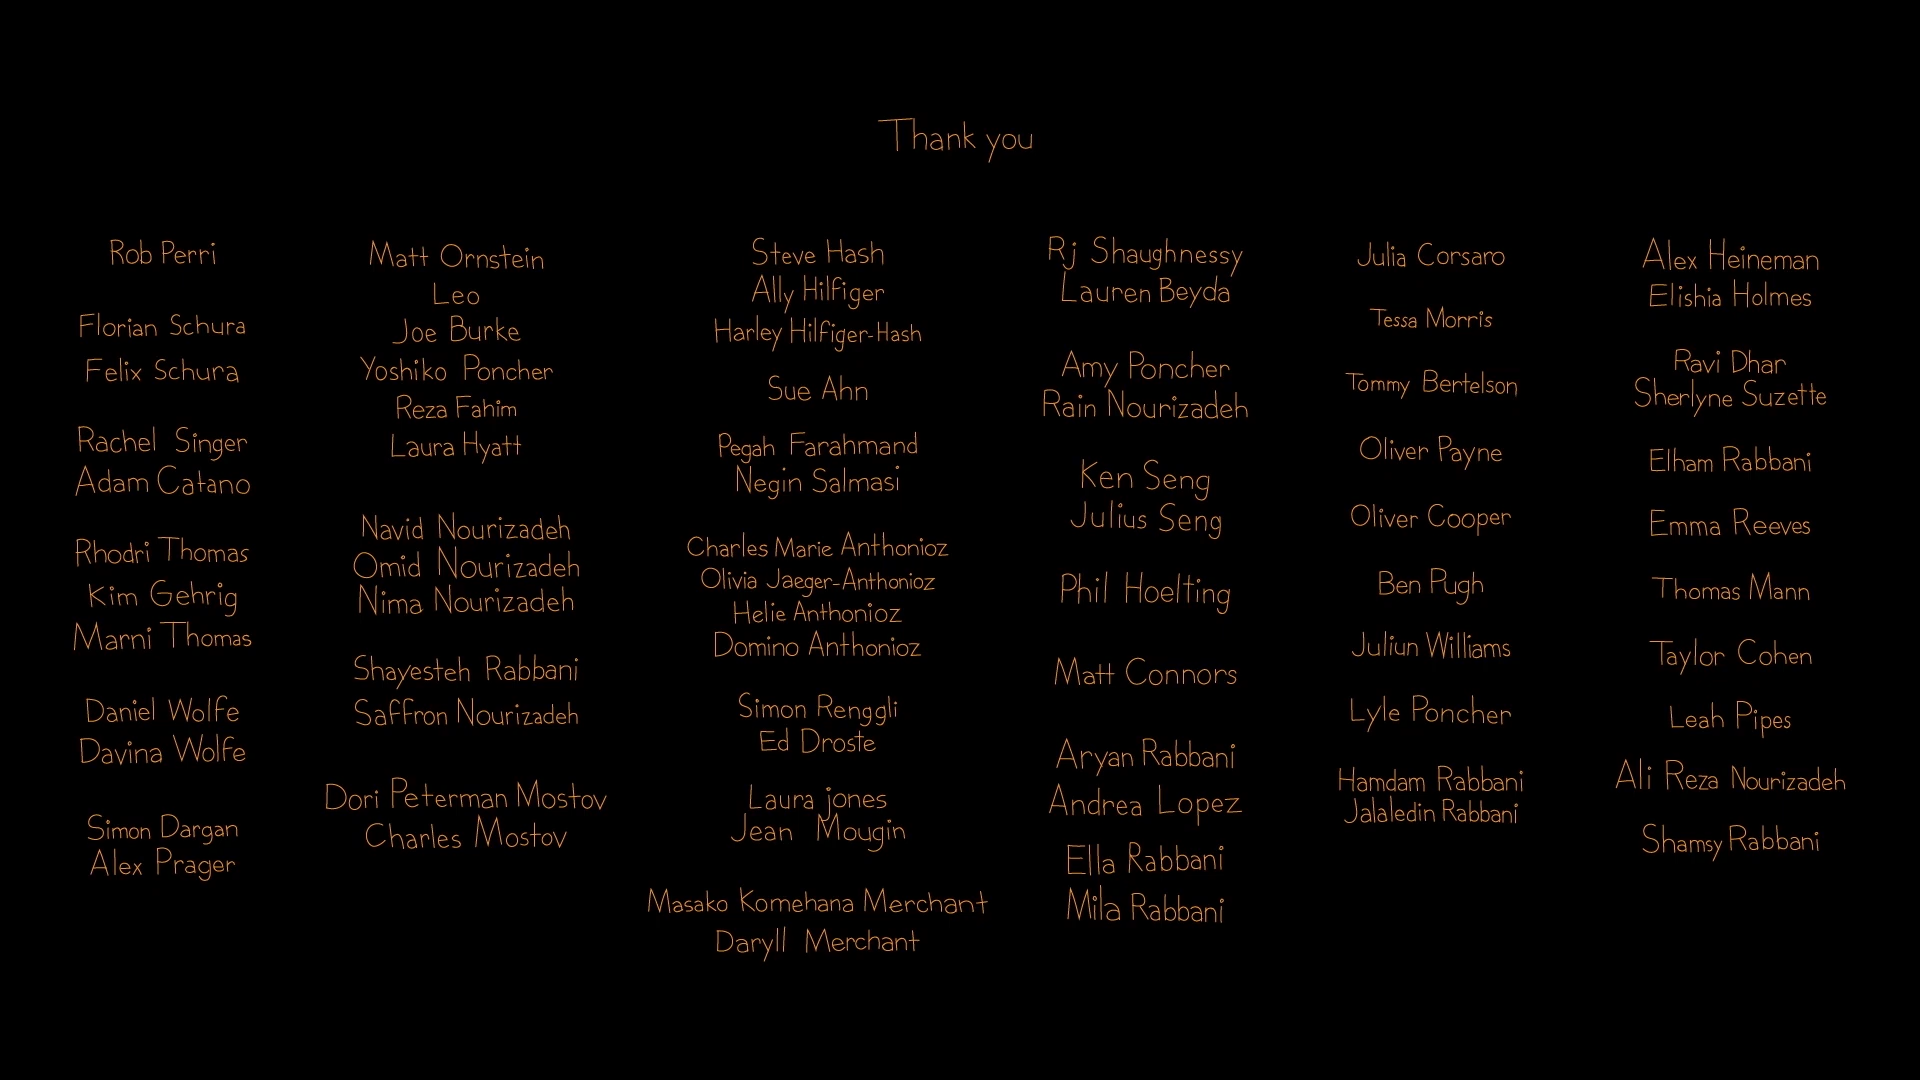 Thank you
Rob Perri
Florian Schura
Felix Schura
Rachel Singer
Adam Catano
Rhodri Thomas
Kim Gehrig
Marni Thomas
Daniel Wolfe
Davina Wolfe
Simon Dargan
Alex Prager
Matt Ornstein
Leo
Joe Burke
Yoshiko Poncher
Reza Fahim
Laura Hyatt
Navid Nourizadeh
Omid Nourizadeh
Nima Nourizadeh
Shayesteh Rabbani
Saffron Nourizadeh
Dori Peterman Mostov
Charles Mostov
Steve Hash
Ally Hilfiger
Harley Hilfiger-Hash
Sue Ahn
Pegah Farahmand
Negin Salmasi
Charles Marie Anthonioz
Olivia Jaeger-Anthonioz
Helie Anthonioz
Domino Anthonioz
Simon Renggli
Ed Droste
Laura jones
Jean Mougin
Masako Komehana Merchant
Daryll Merchant
Rj Shaughnessy
Lauren Beyda
Amy Poncher
Rain Nourizadeh
Ken Seng
Julius Seng
Phil Hoelting
Matt Connors
Aryan Rabbani
Andrea Lopez
Ella Rabbani
Mila Rabbani
Julia Corsaro
Tessa Morris
Tommy Bertelson
Oliver Payne
Oliver Cooper
Ben Pugh
Juliun Williams
Lyle Poncher
Hamdam Rabbani
Jalaledin Rabbani
Alex Heineman
Elishia Holmes
Ravi Dhar
Sherlyne Suzette
Elham Rabbani
Emma Reeves
Thomas Mann
Taylor Cohen
Leah Pipes
Ali Reza Nourizadeh
Shamsy Rabbani